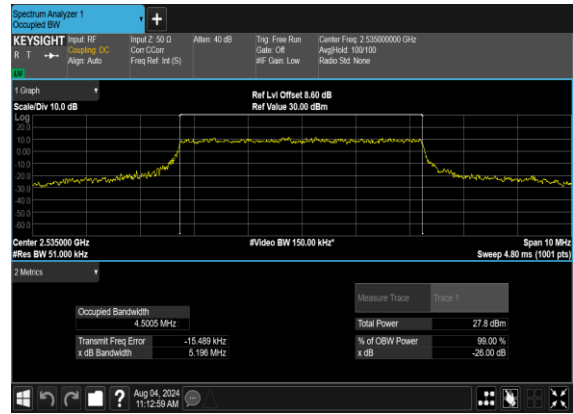 Spectrum Analyzer 1
Occupied BW
+
KEYSIGHT
R T
LU
Input: RF
Coupling: DC
Align: Auto
Input Z: 50 Ω
Corr CCorr
Freq Ref: Int (S)
Atten: 40 dB
Trig: Free Run
Gate: Off
#IF Gain: Low
Center Freq: 2.535000000 GHz
Avg|Hold: 100/100
Radio Std: None
1 Graph
Scale/Div 10.0 dB
Ref Lvl Offset 8.60 dB
Ref Value 30.00 dBm
Log
20.0
10.0
0.00
-10.0
-20.0
-30.0
-40.0
-50.0
-60.0
Center 2.535000 GHz
#Res BW 51.000 kHz
#Video BW 150.00 kHz*
Span 10 MHz
Sweep 4.80 ms (1001 pts)
2 Metrics
Measure Trace
Trace 1
Occupied Bandwidth
4.5005 MHz
Total Power
27.8 dBm
Transmit Freq Error
-15.489 kHz
% of OBW Power
99.00 %
x dB Bandwidth
5.196 MHz
x dB
-26.00 dB
?
Aug 04, 2024
11:12:59 AM